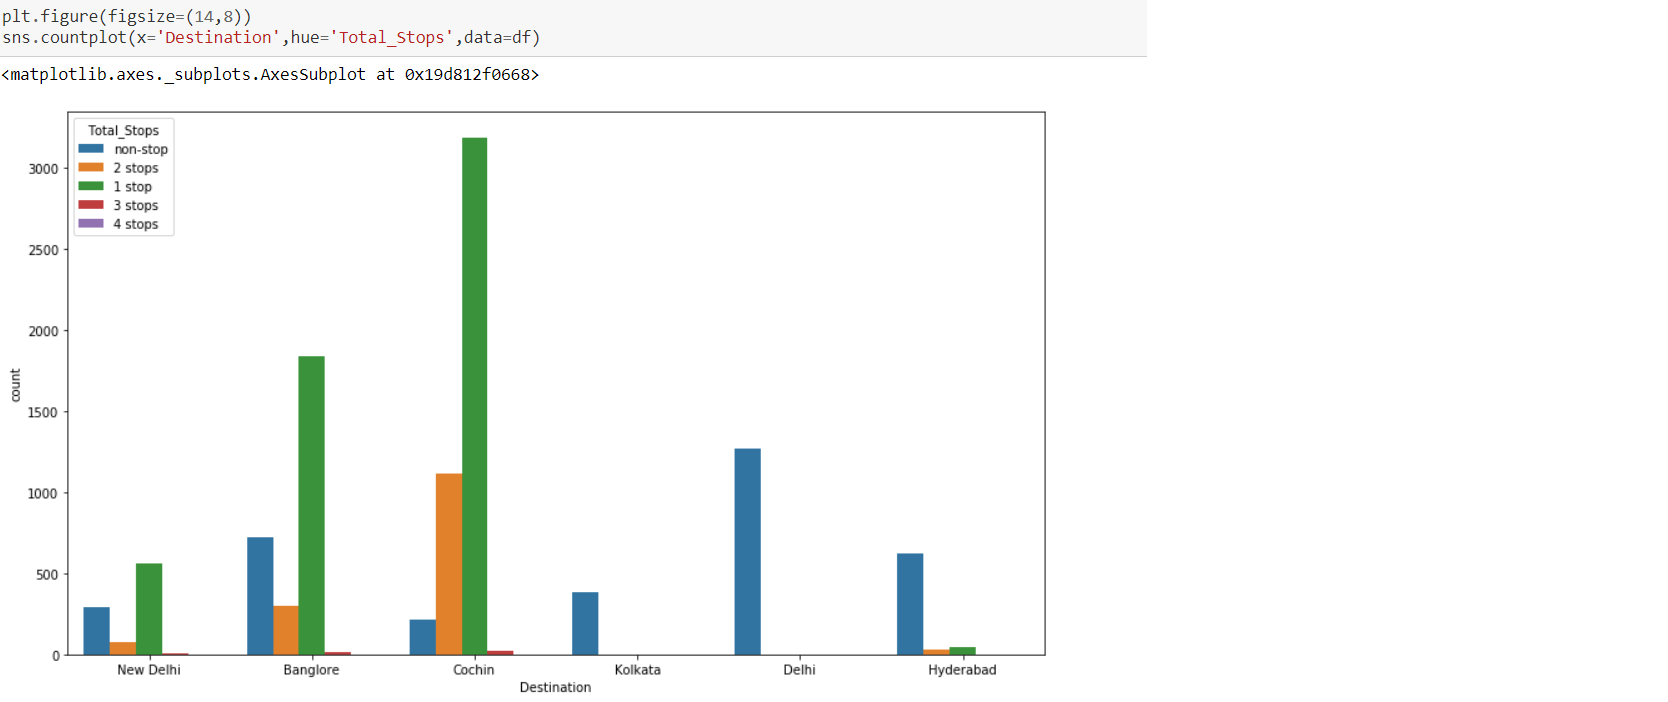 plt.figure(figsize=(14,8))
sns.countplot(x='Destination',hue='Total_Stops',data=df)
<matplotlib.axes._subplots.AxesSubplot at 0x19d812f0668>
Total_Stops
non-stop
2 stops
1 stop
3 stops
4 stops
3000
2500
2000
1500
1000
500
0
count
New Delhi Banglore Cochin Kolkata Delhi Hyderabad
Destination